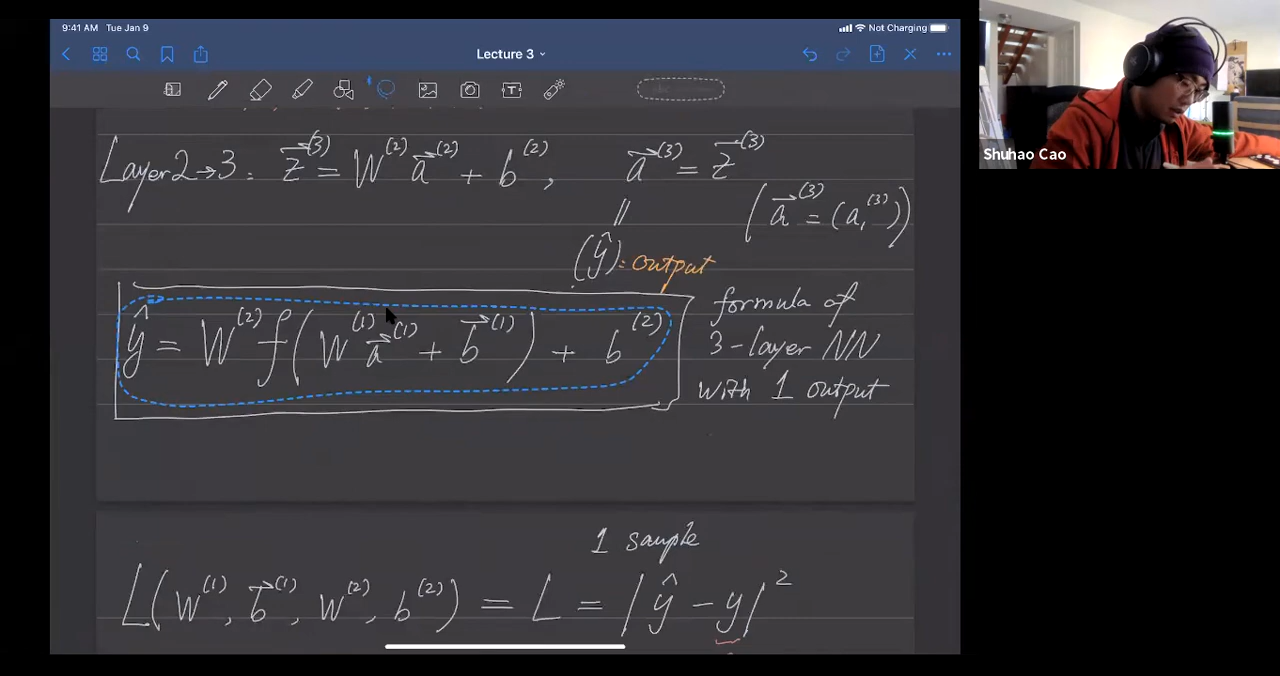 9:41 AM Tue Jan 9
Not Charging
Lecture 3
Shuhao Cao
Layer 2→3: z⃗^(3) = W^(2) a⃗^(2) + b^(2), a⃗^(3) = z⃗^(3)
(a⃗^(3) = (a₁^(3)))
(ŷ) = output
ŷ = W^(2) f(W^(1) a⃗^(1) + b⃗^(1)) + b^(2)
formula of
3-layer NN
with 1 output
1 sample
L(W^(1), b⃗^(1), W^(2), b^(2)) = L = |ŷ - y|²